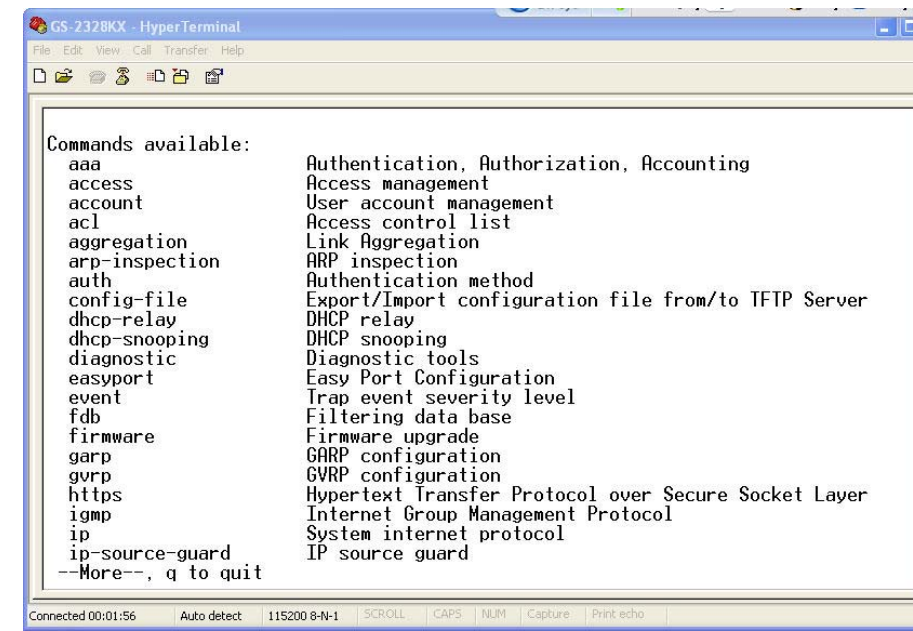 GS-2328KX - HyperTerminal
File Edit View Call Transfer Help
Commands available:
aaa Authentication, Authorization, Accounting
access Access management
account User account management
acl Access control list
aggregation Link Aggregation
arp-inspection ARP inspection
auth Authentication method
config-file Export/Import configuration file from/to TFTP Server
dhcp-relay DHCP relay
dhcp-snooping DHCP snooping
diagnostic Diagnostic tools
easyport Easy Port Configuration
event Trap event severity level
fdb Filtering data base
firmware Firmware upgrade
garp GARP configuration
gvrp GVRP configuration
https Hypertext Transfer Protocol over Secure Socket Layer
igmp Internet Group Management Protocol
ip System internet protocol
ip-source-guard IP source guard
--More--, q to quit
Connected 00:01:56 Auto detect 115200 8-N-1 SCROLL CAPS NUM Capture Print echo